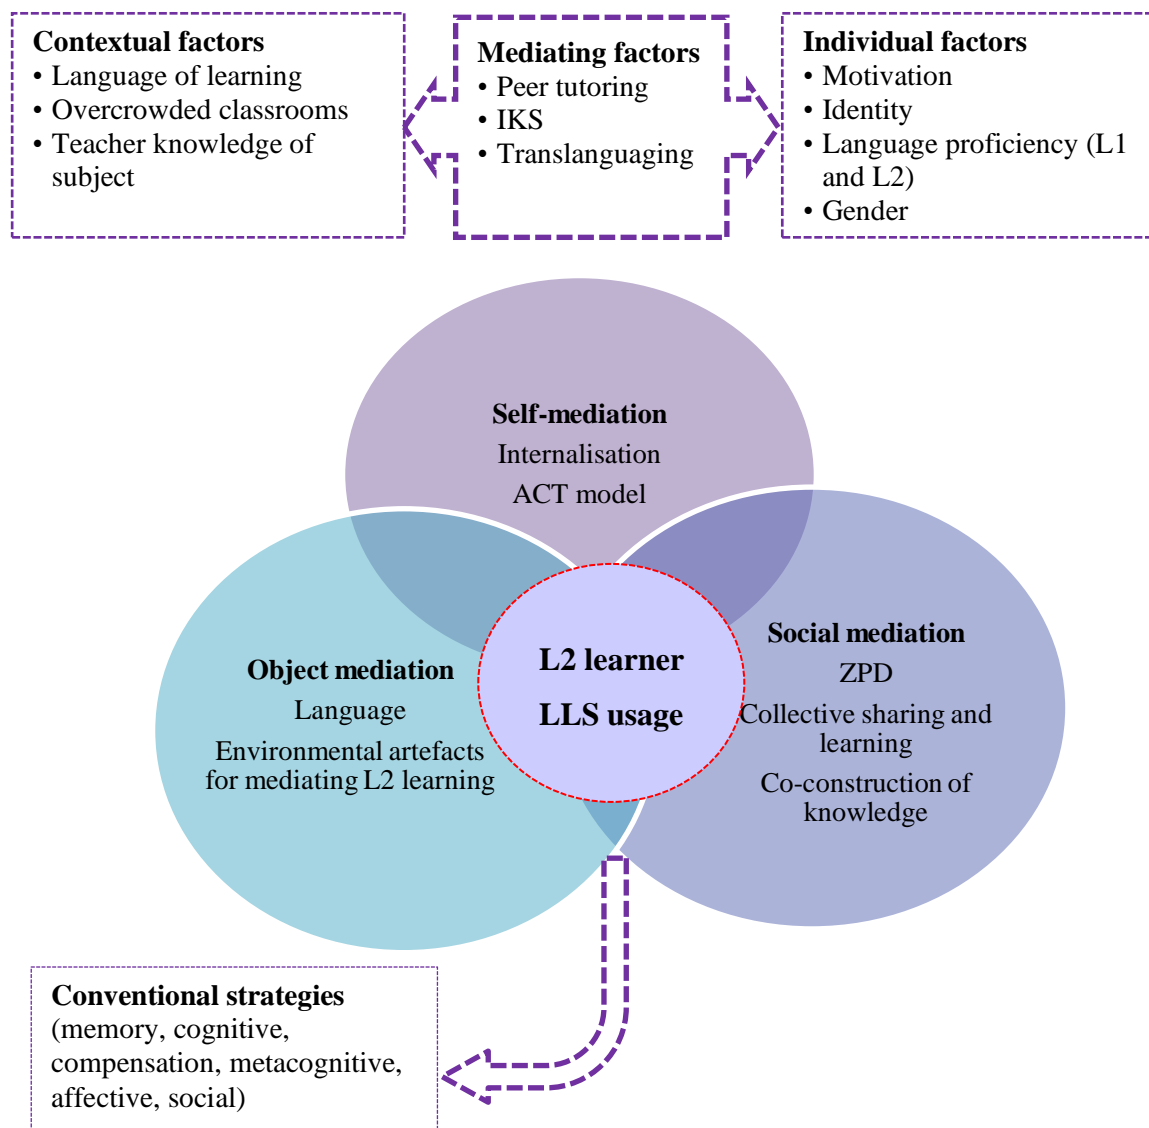 Contextual factors
• Language of learning
• Overcrowded classrooms
• Teacher knowledge of
subject
Mediating factors
• Peer tutoring
• IKS
• Translanguaging
Individual factors
• Motivation
• Identity
• Language proficiency (L1
and L2)
• Gender
Self-mediation
Internalisation
ACT model
Object mediation
Language
Environmental artefacts
for mediating L2 learning
L2 learner
LLS usage
Social mediation
ZPD
Collective sharing and
learning
Co-construction of
knowledge
Conventional strategies
(memory, cognitive,
compensation, metacognitive,
affective, social)